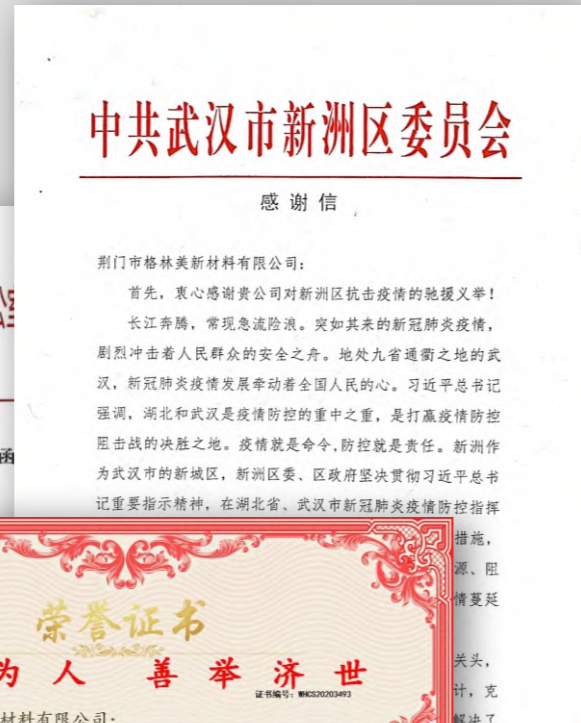 中共武汉市新洲区委员会
感谢信
荆门市格林美新材料有限公司：
首先，衷心感谢贵公司对新洲区抗击疫情的驰援义举！
长江奔腾，常现急流险浪。突如其来的新冠肺炎疫情，
剧烈冲击着人民群众的安全之舟。地处九省通衢之地的武
汉，新冠肺炎疫情发展牵动着全国人民的心。习近平总书记
强调，湖北和武汉是疫情防控的重中之重，是打赢疫情防控
阻击战的决胜之地。疫情就是命令，防控就是责任。新洲作
为武汉市的新城区，新洲区委、区政府坚决贯彻习近平总书
记重要指示精神，在湖北省、武汉市新冠肺炎疫情防控指挥
措施，
源、阻
情蔓延
关头，
计，克
解决了
函
荣誉证书
为人 善举济世
证书编号：WHCS20203493
材料有限公司：